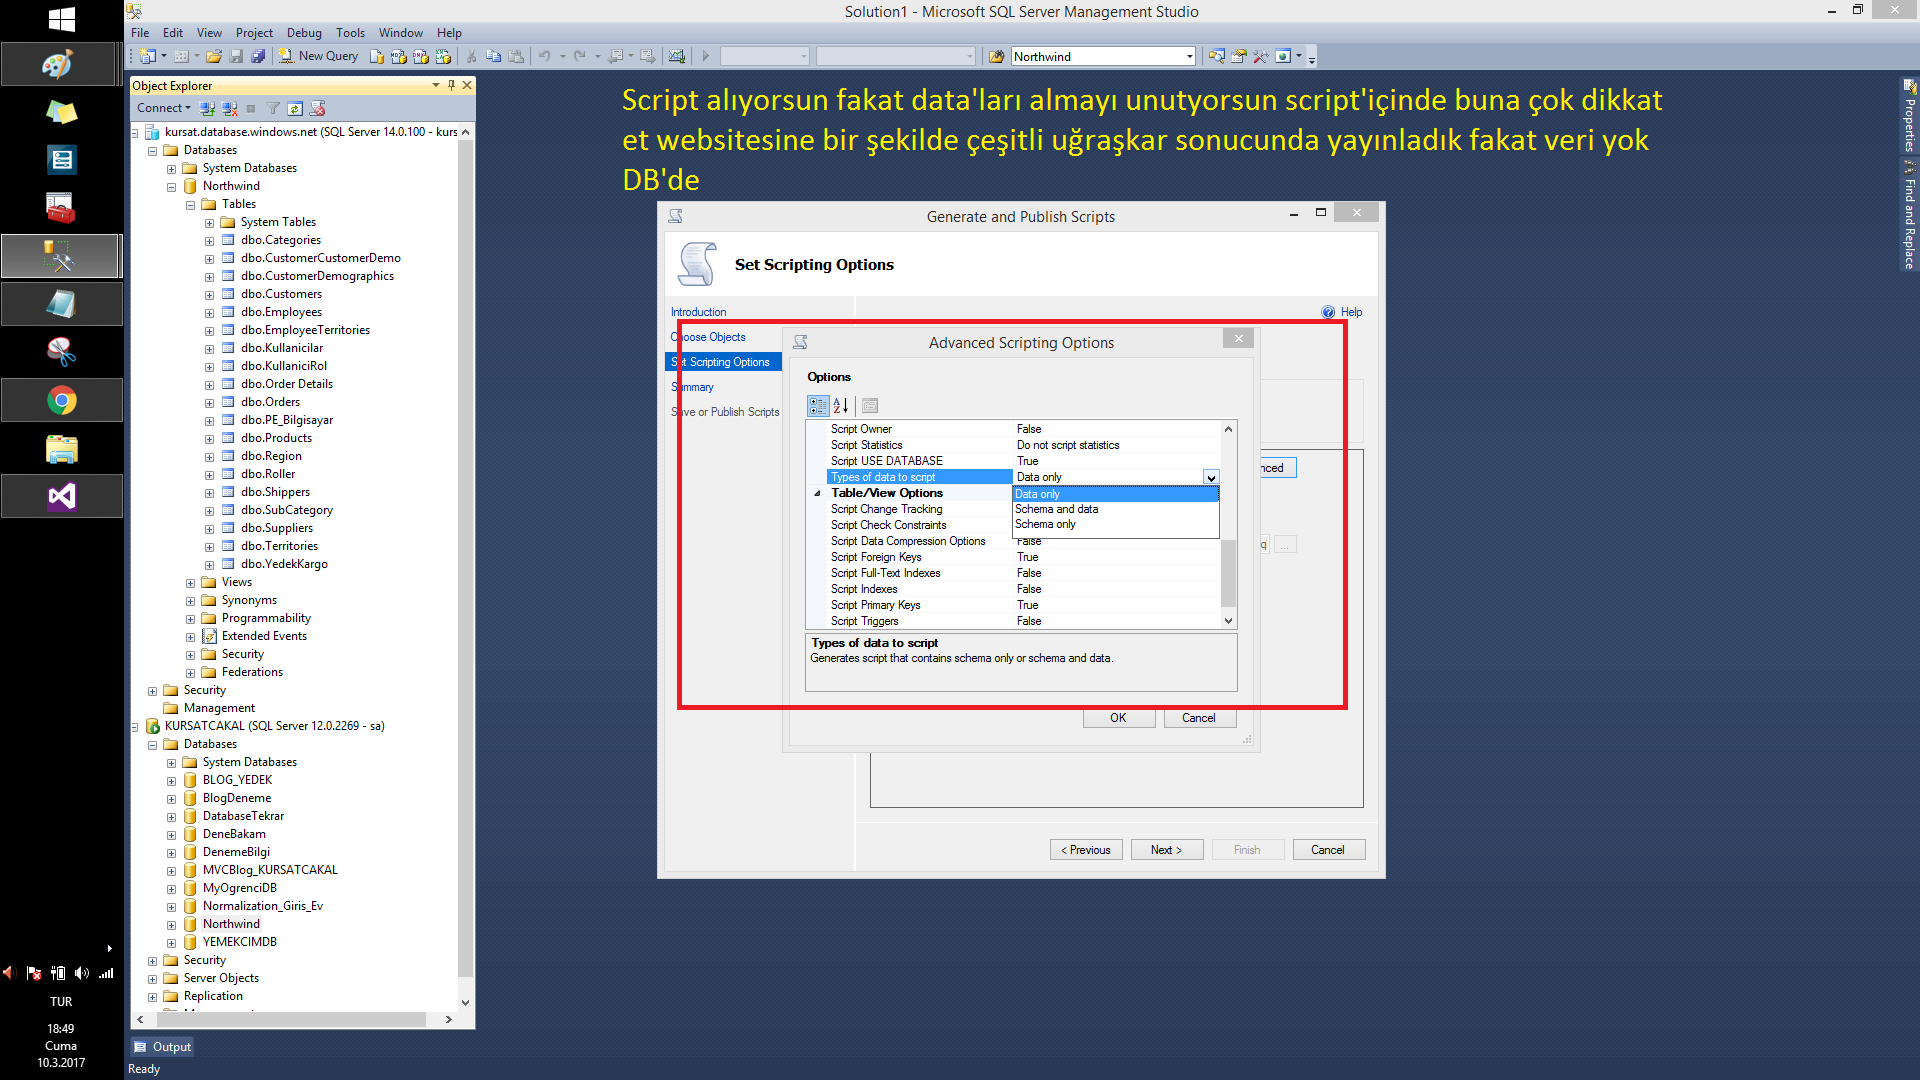 Solution1 - Microsoft SQL Server Management Studio
File Edit View Project Debug Tools Window Help
New Query Northwind
Object Explorer
Connect
kursat.database.windows.net (SQL Server 14.0.100 - kurs
Databases
System Databases
Northwind
Tables
System Tables
dbo.Categories
dbo.CustomerCustomerDemo
dbo.CustomerDemographics
dbo.Customers
dbo.Employees
dbo.EmployeeTerritories
dbo.Kullanicilar
dbo.KullaniciRol
dbo.Order Details
dbo.Orders
dbo.PE_Bilgisayar
dbo.Products
dbo.Region
dbo.Roller
dbo.Shippers
dbo.SubCategory
dbo.Suppliers
dbo.Territories
dbo.YedekKargo
Views
Synonyms
Programmability
Extended Events
Security
Federations
Security
Management
KURSATCAKAL (SQL Server 12.0.2269 - sa)
Databases
System Databases
BLOG_YEDEK
BlogDeneme
DatabaseTekrar
DeneBakam
DenemeBilgi
MVCBlog_KURSATCAKAL
MyOgrenciDB
Normalization_Giris_Ev
Northwind
YEMEKCIMDB
Security
Server Objects
Replication
Output
Ready
TUR
18:49
Cuma
10.3.2017
Script alıyorsun fakat data'ları almayı unutyorsun script'içinde buna çok dikkat
et websitesine bir şekilde çeşitli uğraşkar sonucunda yayınladık fakat veri yok
DB'de
Generate and Publish Scripts
Set Scripting Options
Introduction
Choose Objects
Set Scripting Options
Summary
Save or Publish Scripts
Help
Advanced Scripting Options
Options
Script Owner False
Script Statistics Do not script statistics
Script USE DATABASE True
Types of data to script Data only
Table/View Options Data only
Script Change Tracking Schema and data
Script Check Constraints Schema only
Script Data Compression Options False
Script Foreign Keys True
Script Full-Text Indexes False
Script Indexes False
Script Primary Keys True
Script Triggers False
Types of data to script
Generates script that contains schema only or schema and data.
OK Cancel
nced
...
< Previous Next > Finish Cancel
Properties
Find and Replace